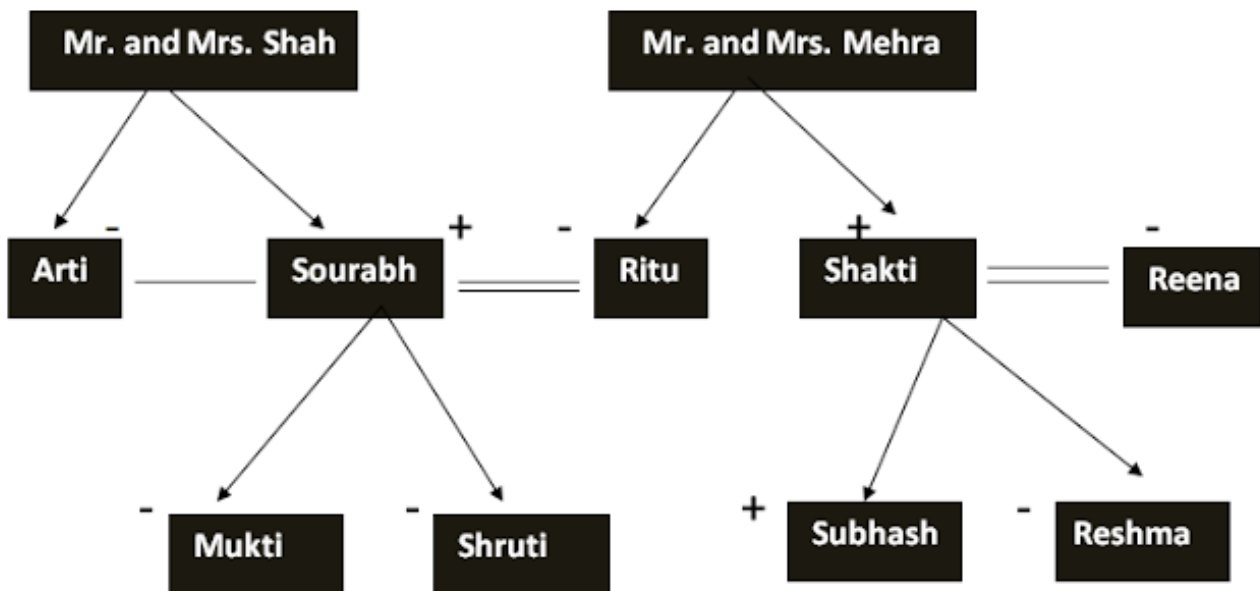 Mr. and Mrs. Shah
Mr. and Mrs. Mehra
- + - + -
Arti Sourabh Ritu Shakti Reena
- - + -
Mukti Shruti Subhash Reshma